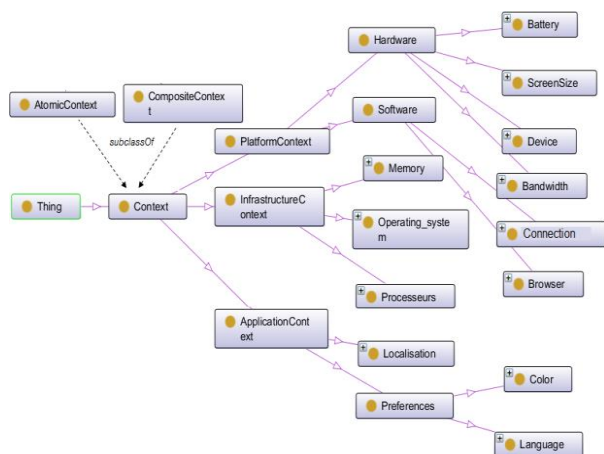 Hardware
Battery
ScreenSize
AtomicContext
CompositeContex
t
Software
subclassOf
PlatformContext
Device
Memory
Bandwidth
Thing
Context
InfrastructureC
ontext
Operating_syste
m
Connection
Processeurs
Browser
ApplicationCont
ext
Localisation
Color
Preferences
Language